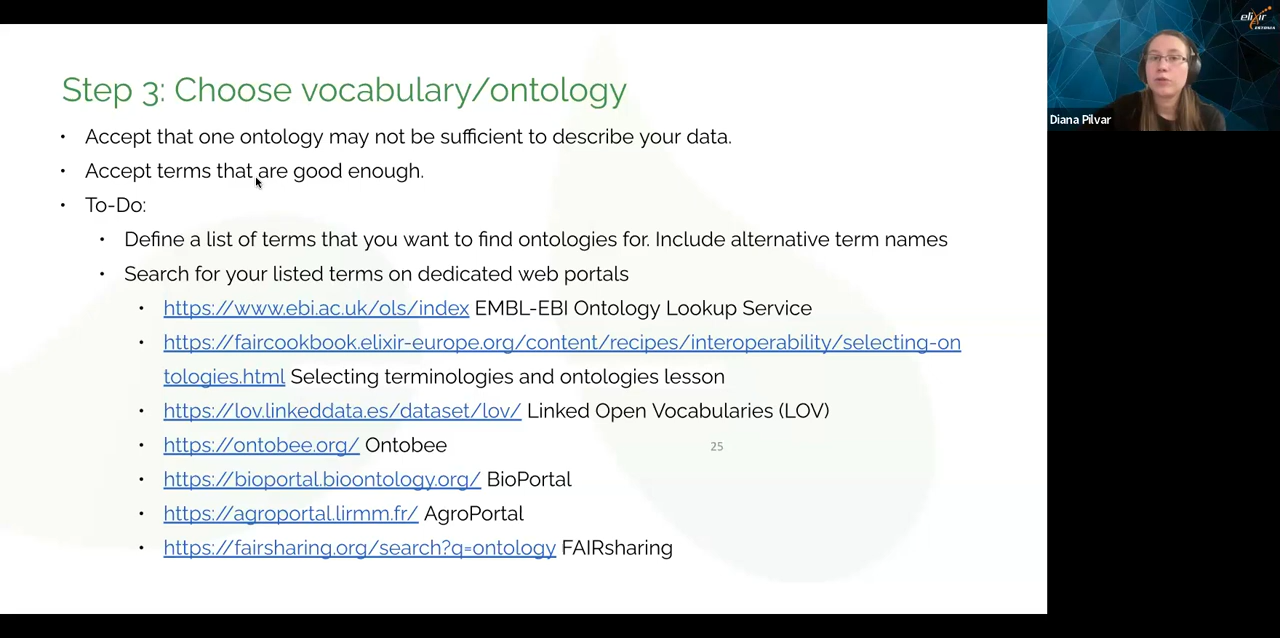 Step 3: Choose vocabulary/ontology
• Accept that one ontology may not be sufficient to describe your data.
• Accept terms that are good enough.
• To-Do:
• Define a list of terms that you want to find ontologies for. Include alternative term names
• Search for your listed terms on dedicated web portals
• https://www.ebi.ac.uk/ols/index EMBL-EBI Ontology Lookup Service
• https://faircookbook.elixir-europe.org/content/recipes/interoperability/selecting-on
tologies.html Selecting terminologies and ontologies lesson
• https://lov.linkeddata.es/dataset/lov/ Linked Open Vocabularies (LOV)
• https://ontobee.org/ Ontobee
25
• https://bioportal.bioontology.org/ BioPortal
• https://agroportal.lirmm.fr/ AgroPortal
• https://fairsharing.org/search?q=ontology FAIRsharing
elixir
ESTONIA
Diana Pilvar